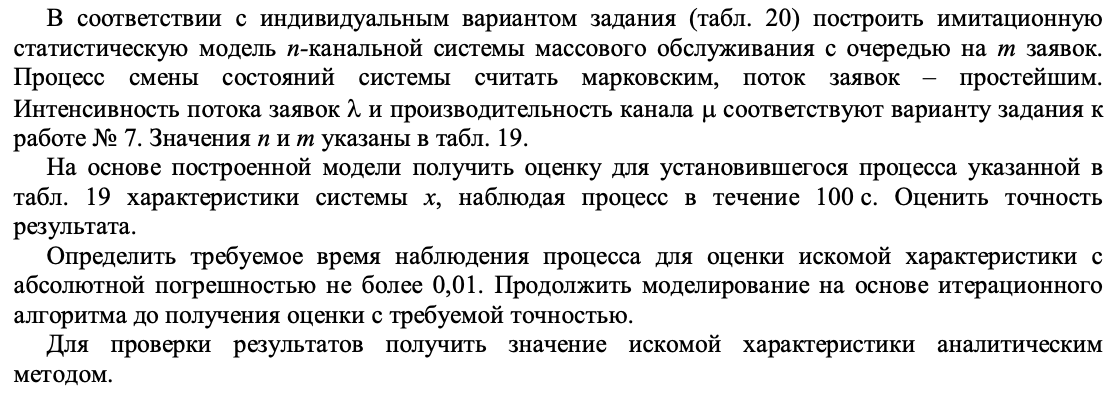 В соответствии с индивидуальным вариантом задания (табл. 20) построить имитационную
статистическую модель n-канальной системы массового обслуживания с очередью на m заявок.
Процесс смены состояний системы считать марковским, поток заявок – простейшим.
Интенсивность потока заявок λ и производительность канала μ соответствуют варианту задания к
работе № 7. Значения n и m указаны в табл. 19.
На основе построенной модели получить оценку для установившегося процесса указанной в
табл. 19 характеристики системы x, наблюдая процесс в течение 100 с. Оценить точность
результата.
Определить требуемое время наблюдения процесса для оценки искомой характеристики с
абсолютной погрешностью не более 0,01. Продолжить моделирование на основе итерационного
алгоритма до получения оценки с требуемой точностью.
Для проверки результатов получить значение искомой характеристики аналитическим
методом.